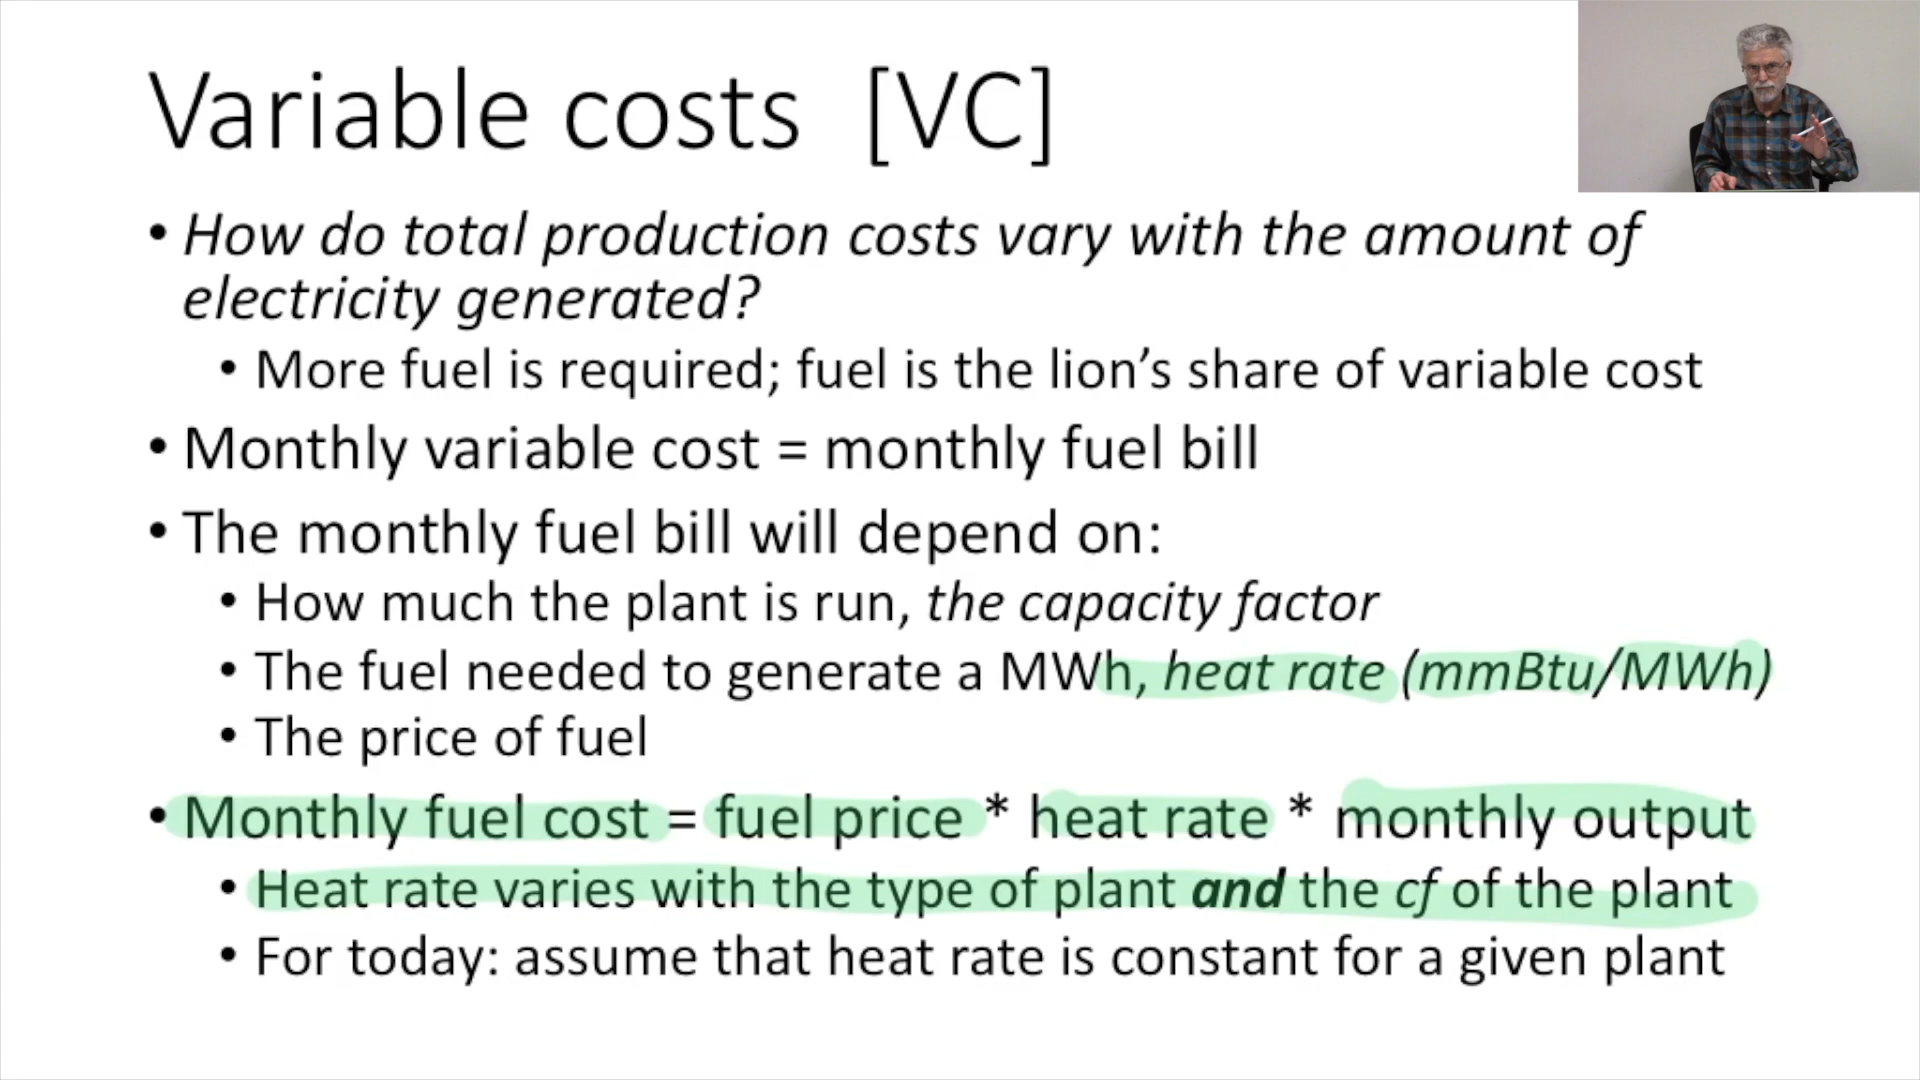 Variable costs [VC]
• How do total production costs vary with the amount of
electricity generated?
• More fuel is required; fuel is the lion’s share of variable cost
• Monthly variable cost = monthly fuel bill
• The monthly fuel bill will depend on:
• How much the plant is run, the capacity factor
• The fuel needed to generate a MWh, heat rate (mmBtu/MWh)
• The price of fuel
• Monthly fuel cost = fuel price * heat rate * monthly output
• Heat rate varies with the type of plant and the cf of the plant
• For today: assume that heat rate is constant for a given plant